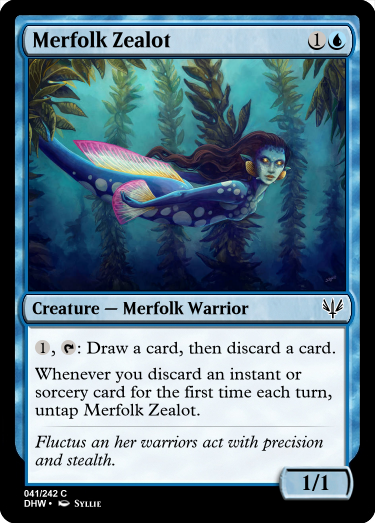 Merfolk Zealot 1
Creature — Merfolk Warrior
1, : Draw a card, then discard a card.
Whenever you discard an instant or
sorcery card for the first time each turn,
untap Merfolk Zealot.
Fluctus an her warriors act with precision
and stealth.
1/1
041/242 C
DHW • Syllie